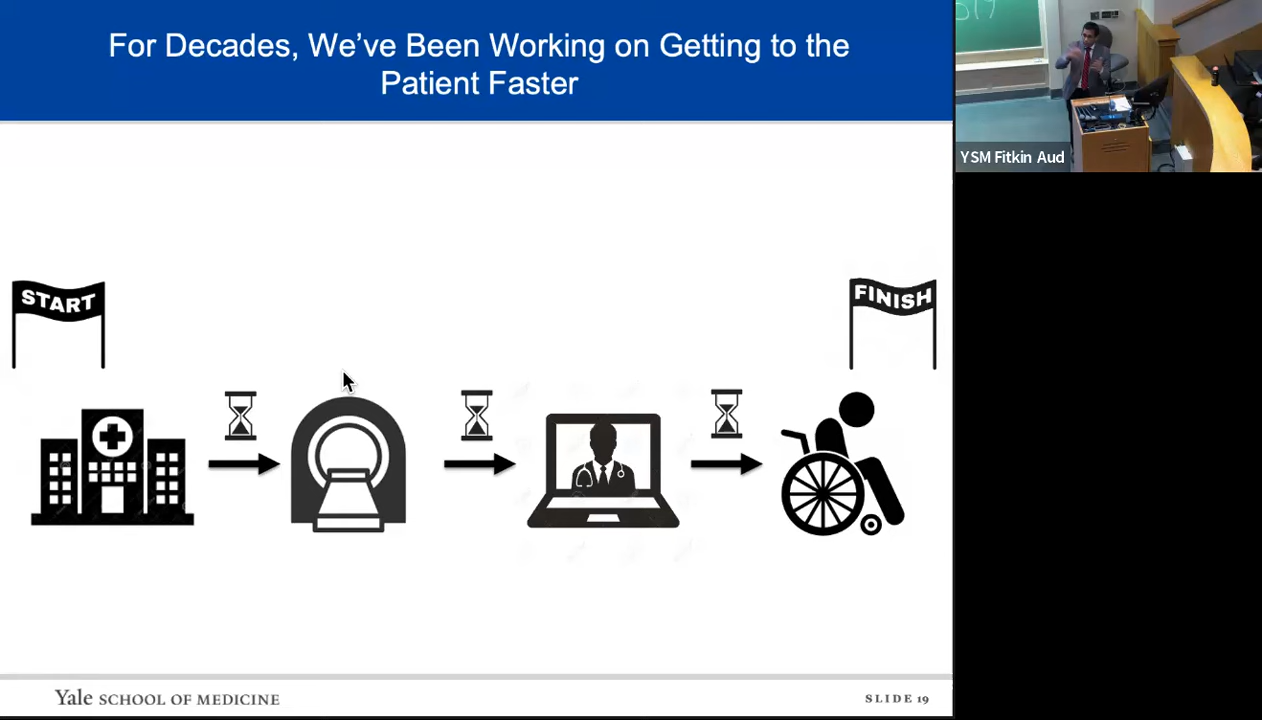 For Decades, We've Been Working on Getting to the
Patient Faster
START
FINISH
Yale SCHOOL OF MEDICINE
SLIDE 19
YSM Fitkin Aud